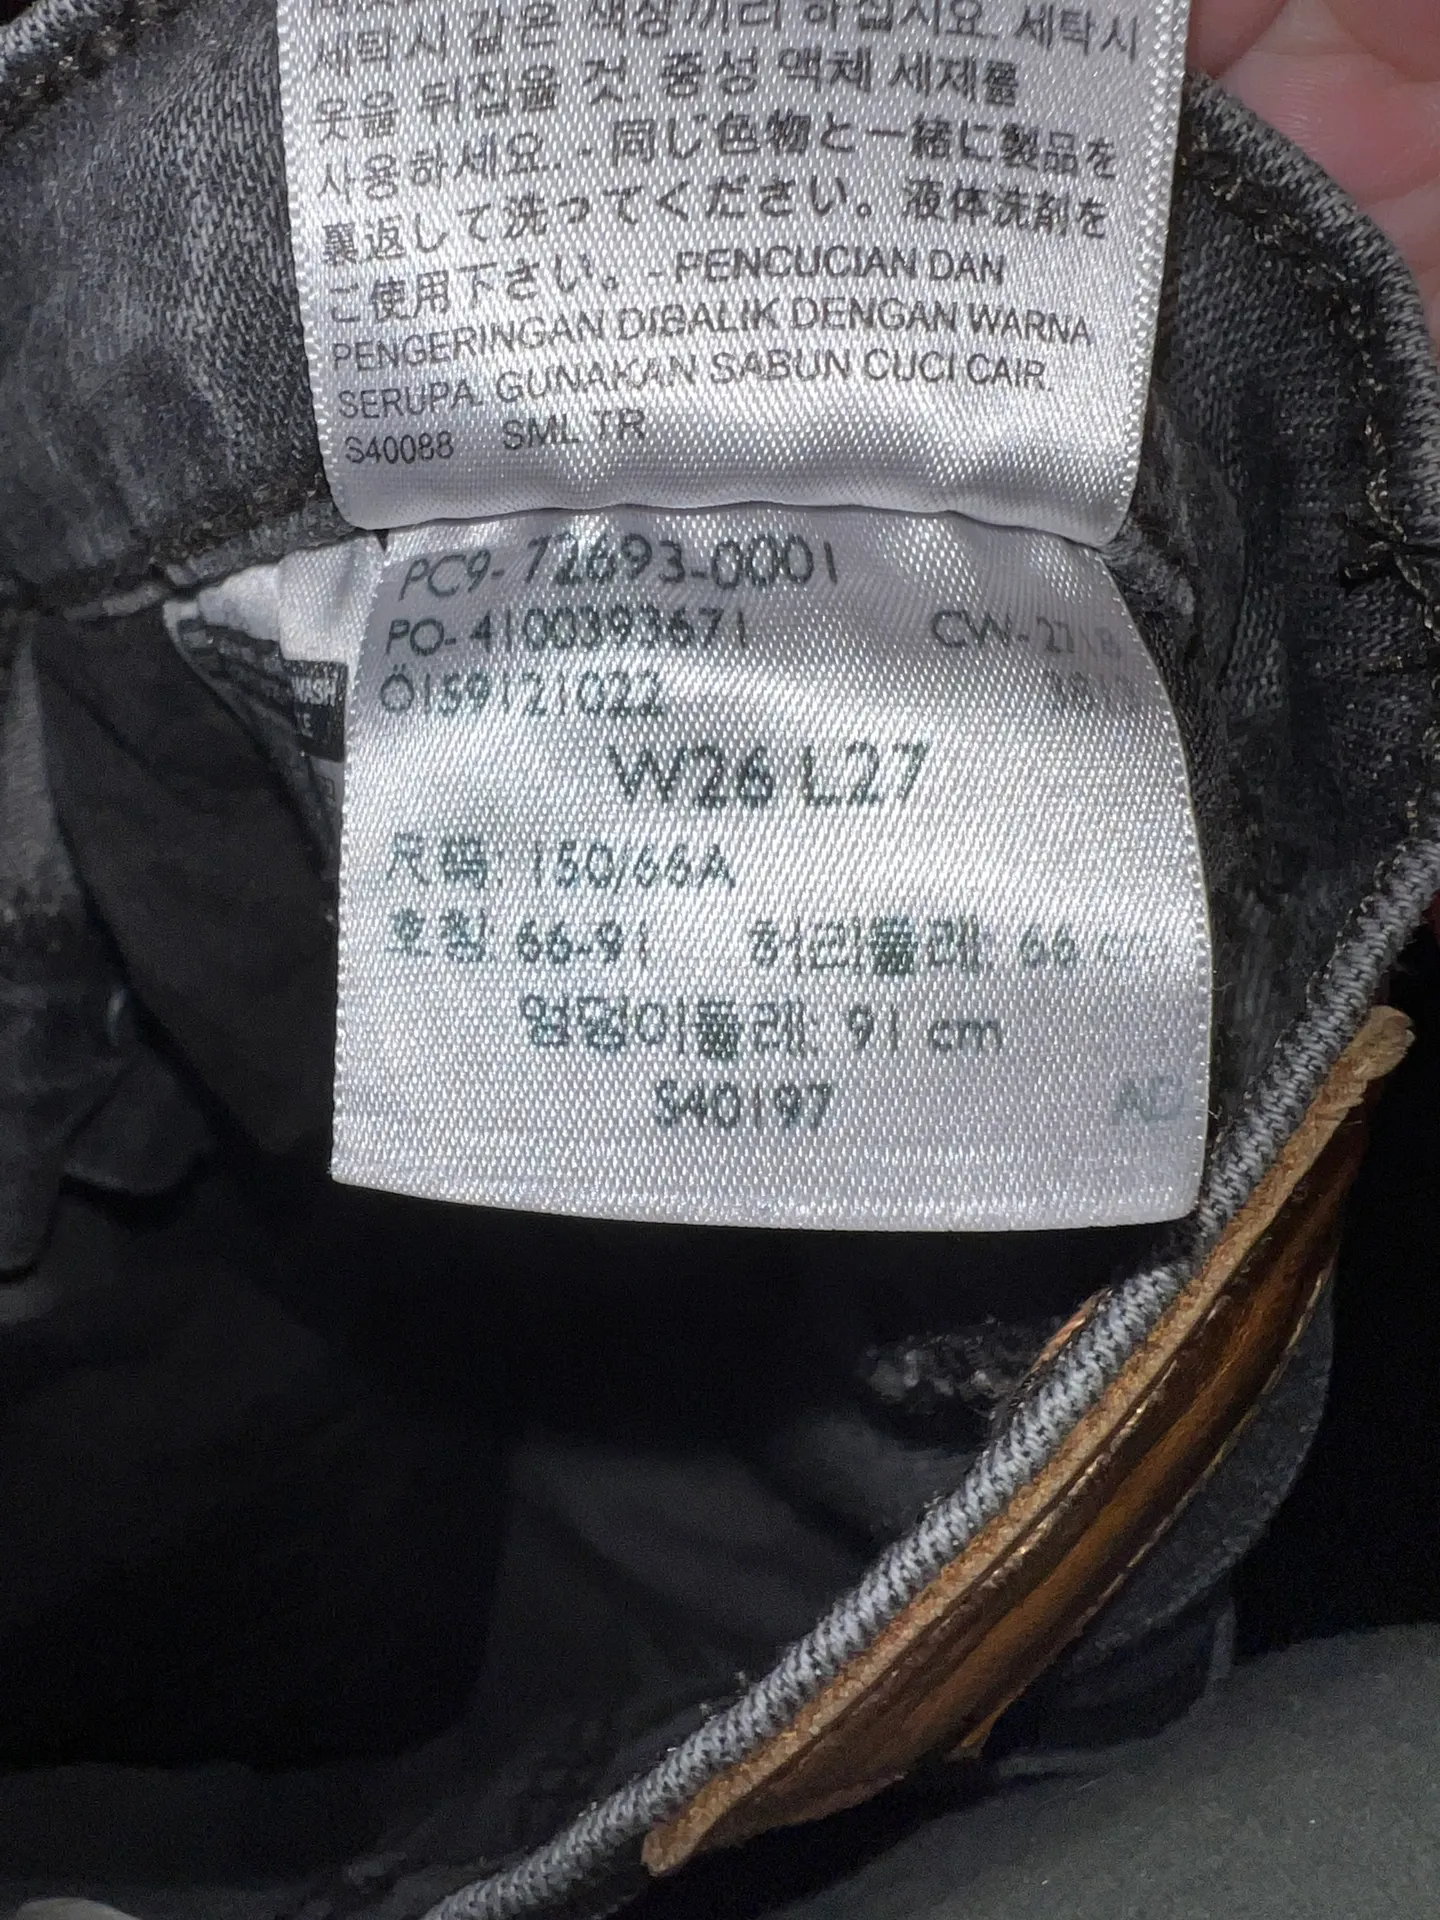 세탁시 같은 색상끼리 하십시요. 세탁시
옷을 뒤집을 것. 중성 액체 세제를
사용하세요. - 同じ色物と一緒に製品を
裏返して洗ってください。液体洗剤を
ご使用下さい。- PENCUCIAN DAN
PENGERINGAN DIBALIK DENGAN WARNA
SERUPA. GUNAKAN SABUN CUCI CAIR.
S40088 SML TR
PC9-72693-0001
PO-4100393671 CW-
Ö159121022
W26 L27
尺码: 150/66A
호칭: 66-91 허리둘레: 66 cm
엉덩이둘레: 91 cm
S40197